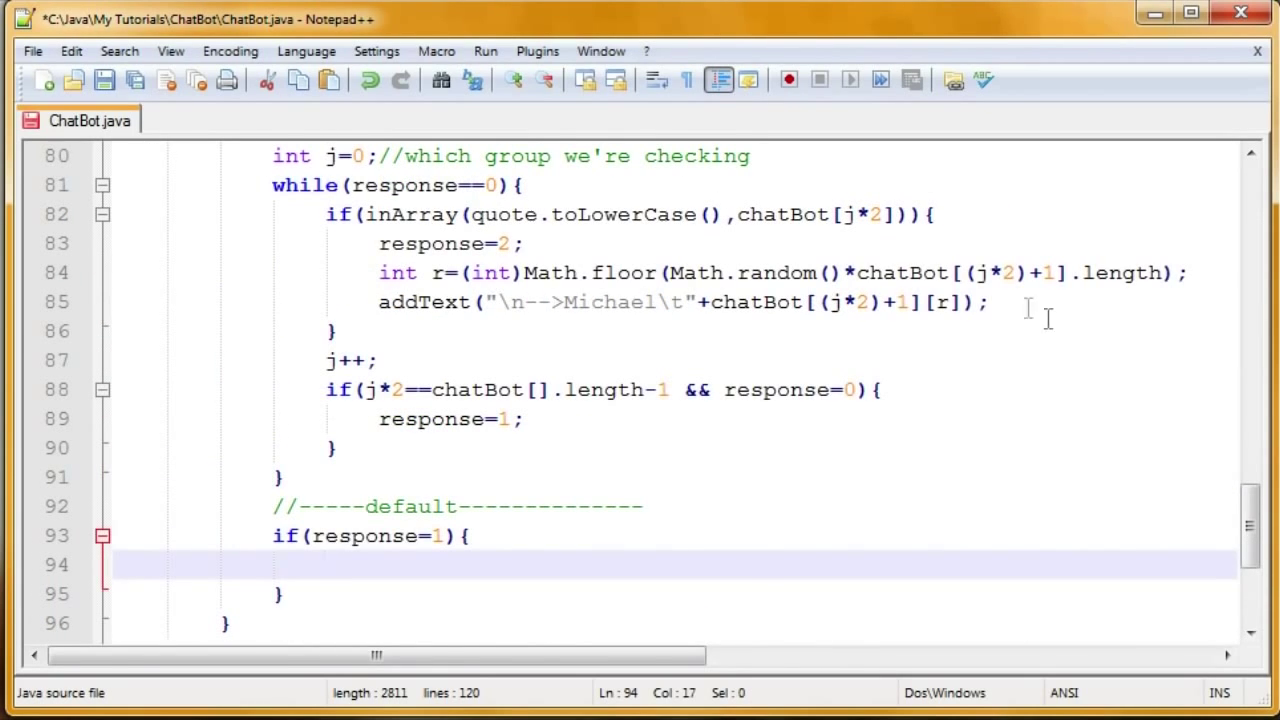 *C:\Java\My Tutorials\ChatBot\ChatBot.java - Notepad++
File Edit Search View Encoding Language Settings Macro Run Plugins Window ? X
ABC
ChatBot.java
80 int j=0;//which group we're checking
81 while(response==0){
82 if(inArray(quote.toLowerCase(),chatBot[j*2])){
83 response=2;
84 int r=(int)Math.floor(Math.random()*chatBot[(j*2)+1].length);
85 addText("\n-->Michael\t"+chatBot[(j*2)+1][r]);
86 }
87 j++;
88 if(j*2==chatBot[].length-1 && response=0){
89 response=1;
90 }
91 }
92 //-----default--------------
93 if(response=1){
94
95 }
96 }
Java source file length : 2811 lines : 120 Ln : 94 Col : 17 Sel : 0 Dos\Windows ANSI INS